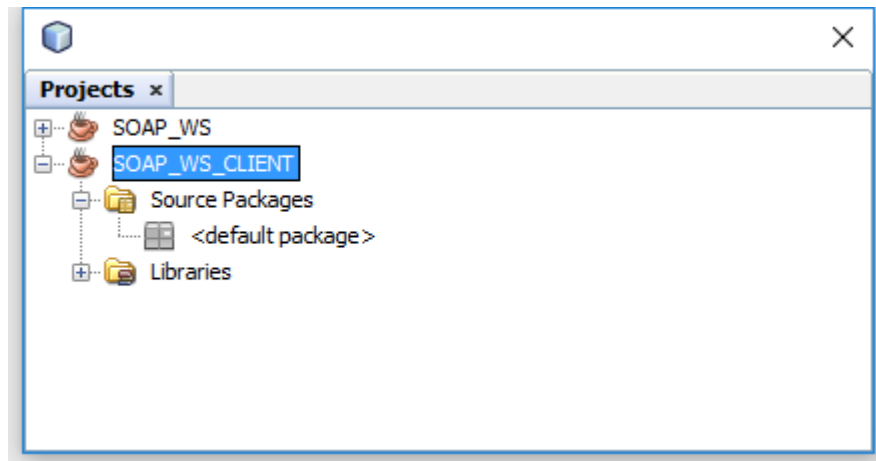 Projects
SOAP_WS
SOAP_WS_CLIENT
Source Packages
<default package>
Libraries